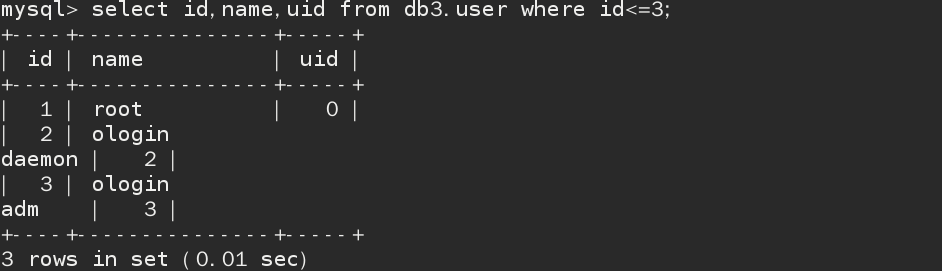 mysql> select id,name,uid from db3.user where id<=3;
+----+---------------+-----+
| id | name          | uid |
+----+---------------+-----+
|  1 | root          |   0 |
|  2 | ologin
daemon |   2 |
|  3 | ologin
adm    |   3 |
+----+---------------+-----+
3 rows in set (0.01 sec)